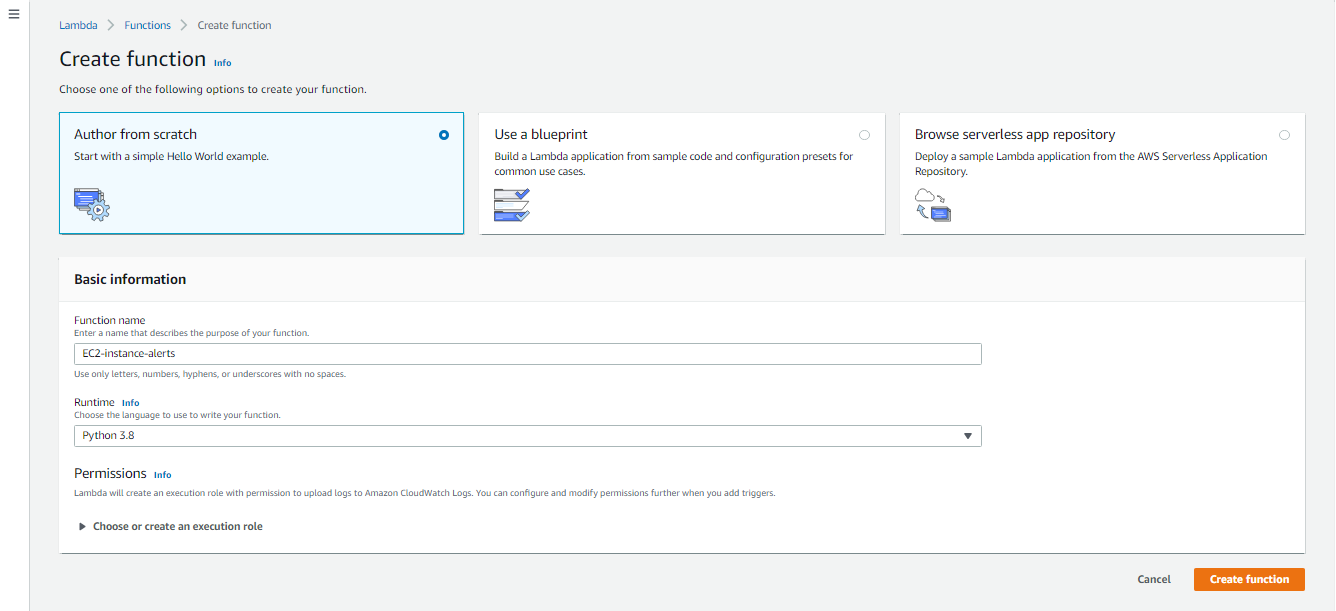 Lambda > Functions > Create function
Create function Info
Choose one of the following options to create your function.
Author from scratch
Start with a simple Hello World example.
Use a blueprint
Build a Lambda application from sample code and configuration presets for
common use cases.
Browse serverless app repository
Deploy a sample Lambda application from the AWS Serverless Application
Repository.
Basic information
Function name
Enter a name that describes the purpose of your function.
EC2-instance-alerts
Use only letters, numbers, hyphens, or underscores with no spaces.
Runtime Info
Choose the language to use to write your function.
Python 3.8
Permissions Info
Lambda will create an execution role with permission to upload logs to Amazon CloudWatch Logs. You can configure and modify permissions further when you add triggers.
Choose or create an execution role
Cancel
Create function